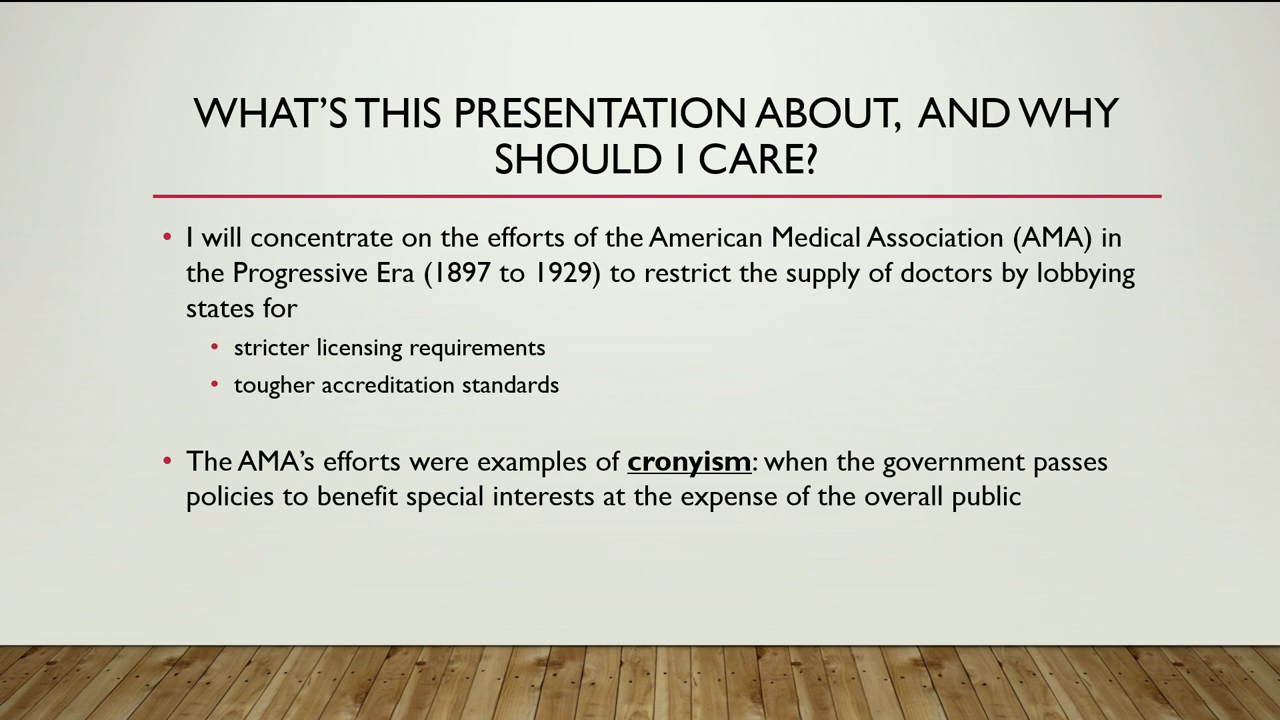 WHAT'S THIS PRESENTATION ABOUT, AND WHY
SHOULD I CARE?
• I will concentrate on the efforts of the American Medical Association (AMA) in
the Progressive Era (1897 to 1929) to restrict the supply of doctors by lobbying
states for
• stricter licensing requirements
• tougher accreditation standards
• The AMA's efforts were examples of cronyism: when the government passes
policies to benefit special interests at the expense of the overall public